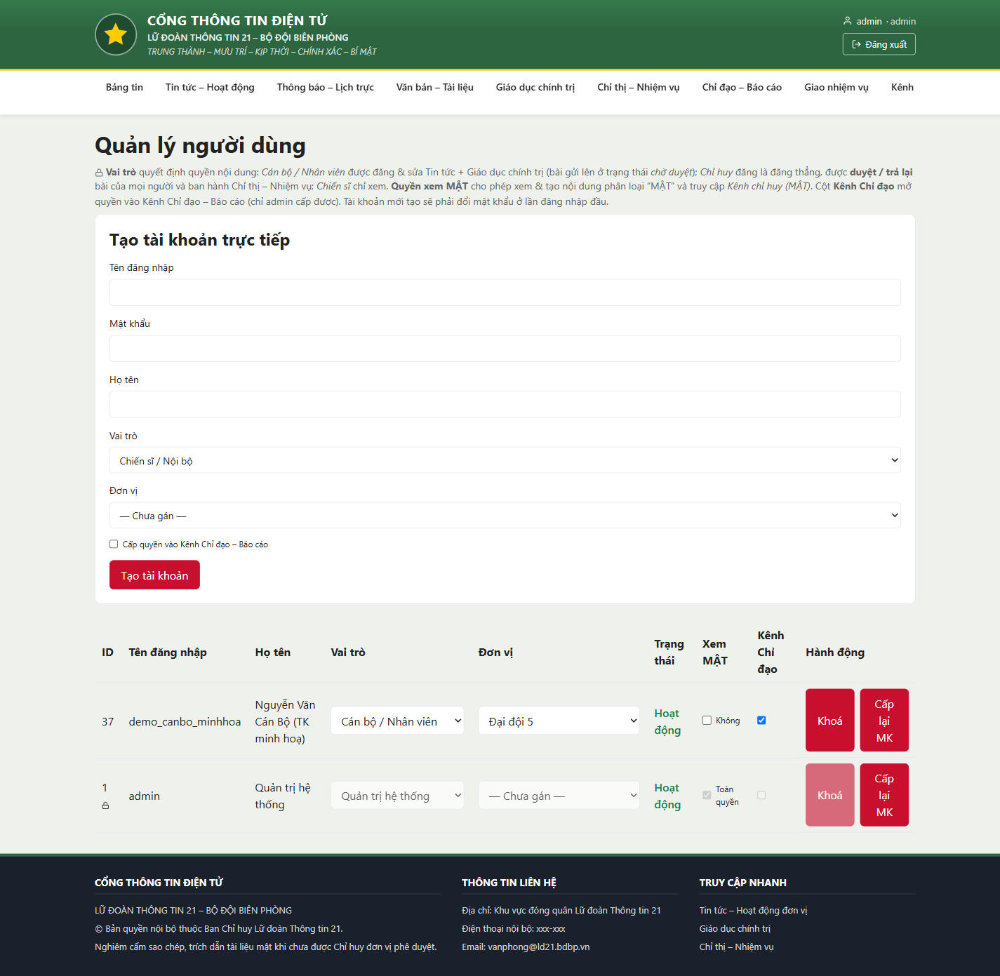 CỔNG THÔNG TIN ĐIỆN TỬ
LỮ ĐOÀN THÔNG TIN 21 – BỘ ĐỘI BIÊN PHÒNG
TRUNG THÀNH – MƯU TRÍ – KỊP THỜI – CHÍNH XÁC – BÍ MẬT
admin · admin
Đăng xuất
Bảng tin
Tin tức – Hoạt động
Thông báo – Lịch trực
Văn bản – Tài liệu
Giáo dục chính trị
Chỉ thị – Nhiệm vụ
Chỉ đạo – Báo cáo
Giao nhiệm vụ
Kênh
Quản lý người dùng
Vai trò quyết định quyền nội dung: Cán bộ / Nhân viên được đăng & sửa Tin tức + Giáo dục chính trị (bài gửi lên ở trạng thái chờ duyệt); Chỉ huy đăng là đăng thẳng, được duyệt / trả lại
bài của mọi người và ban hành Chỉ thị – Nhiệm vụ; Chiến sĩ chỉ xem. Quyền xem MẬT cho phép xem & tạo nội dung phân loại “MẬT” và truy cập Kênh chỉ huy (MẬT). Cột Kênh Chỉ đạo mở
quyền vào Kênh Chỉ đạo – Báo cáo (chỉ admin cấp được). Tài khoản mới tạo sẽ phải đổi mật khẩu ở lần đăng nhập đầu.
Tạo tài khoản trực tiếp
Tên đăng nhập
Mật khẩu
Họ tên
Vai trò
Chiến sĩ / Nội bộ
Đơn vị
— Chưa gán —
Cấp quyền vào Kênh Chỉ đạo – Báo cáo
Tạo tài khoản
ID
Tên đăng nhập
Họ tên
Vai trò
Đơn vị
Trạng
thái
Xem
MẬT
Kênh
Chỉ
đạo
Hành động
37
demo_canbo_minhhoa
Nguyễn Văn
Cán Bộ (TK
minh hoạ)
Cán bộ / Nhân viên
Đại đội 5
Hoạt
động
Không
Khoá
Cấp
lại
MK
1
admin
Quản trị hệ
thống
Quản trị hệ thống
— Chưa gán —
Hoạt
động
Toàn
quyền
Khoá
Cấp
lại
MK
CỔNG THÔNG TIN ĐIỆN TỬ
LỮ ĐOÀN THÔNG TIN 21 – BỘ ĐỘI BIÊN PHÒNG
© Bản quyền nội bộ thuộc Ban Chỉ huy Lữ đoàn Thông tin 21.
Nghiêm cấm sao chép, trích dẫn tài liệu mật khi chưa được Chỉ huy đơn vị phê duyệt.
THÔNG TIN LIÊN HỆ
Địa chỉ: Khu vực đóng quân Lữ đoàn Thông tin 21
Điện thoại nội bộ: xxx-xxx
Email: vanphong@ld21.bdbp.vn
TRUY CẬP NHANH
Tin tức – Hoạt động đơn vị
Giáo dục chính trị
Chỉ thị – Nhiệm vụ